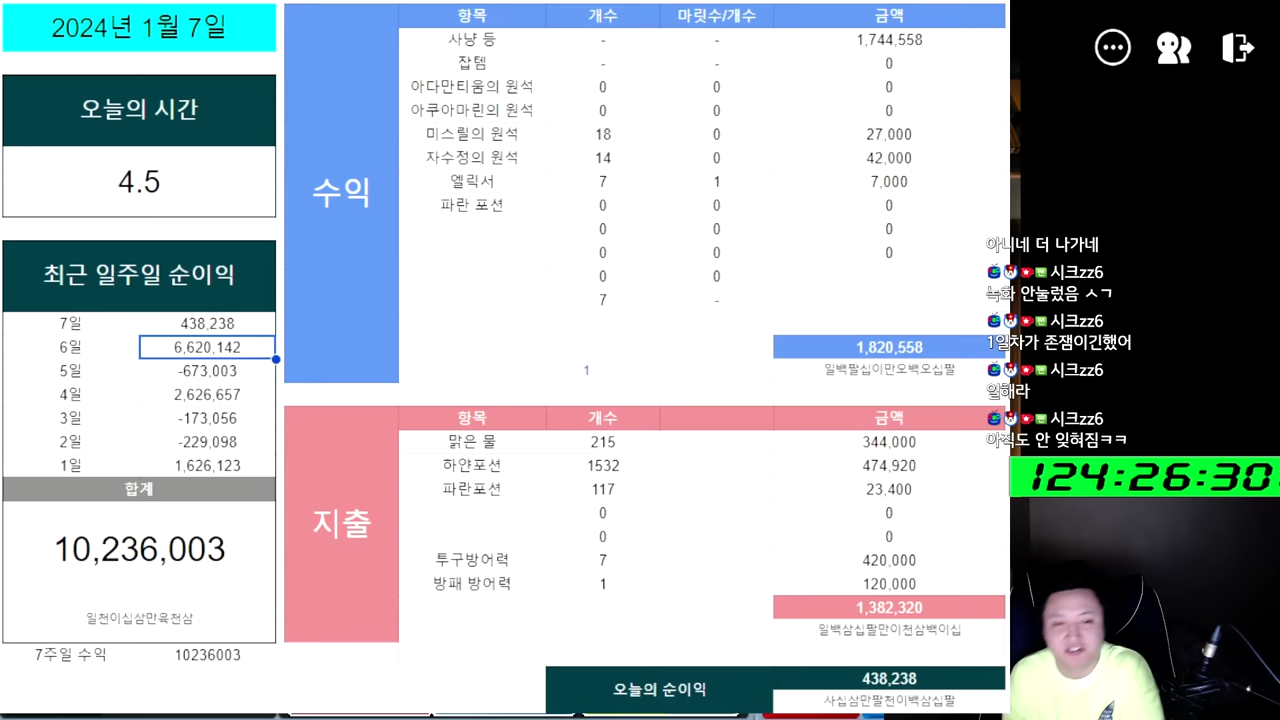 2024년 1월 7일
오늘의 시간
4.5
최근 일주일 순이익
7일 438,238
6일 6,620,142
5일 -673,003
4일 2,626,657
3일 -173,056
2일 -229,098
1일 1,626,123
합계
10,236,003
일천이십삼만육천삼
7주일 수익 10236003
수익
항목 개수 마릿수/개수 금액
사냥 등 - - 1,744,558
잡템 - - 0
아다만티움의 원석 0 0 0
아쿠아마린의 원석 0 0 0
미스릴의 원석 18 0 27,000
자수정의 원석 14 0 42,000
엘릭서 7 1 7,000
파란 포션 0 0 0
0 0 0
0 0 0
0 0
7 -
1,820,558
1 일백팔십이만오백오십팔
지출
항목 개수 금액
맑은 물 215 344,000
하얀포션 1532 474,920
파란포션 117 23,400
0 0
0 0
투구방어력 7 420,000
방패 방어력 1 120,000
1,382,320
일백삼십팔만이천삼백이십
오늘의 순이익 438,238
사십삼만팔천이백삼십팔
아니네 더 나가네
시크zz6
녹화 안눌렀음 ㅅㄱ
시크zz6
1일차가 존잼이긴했어
시크zz6
일해라
시크zz6
아직도 안 잊혀짐ㅋㅋ
124:26:30